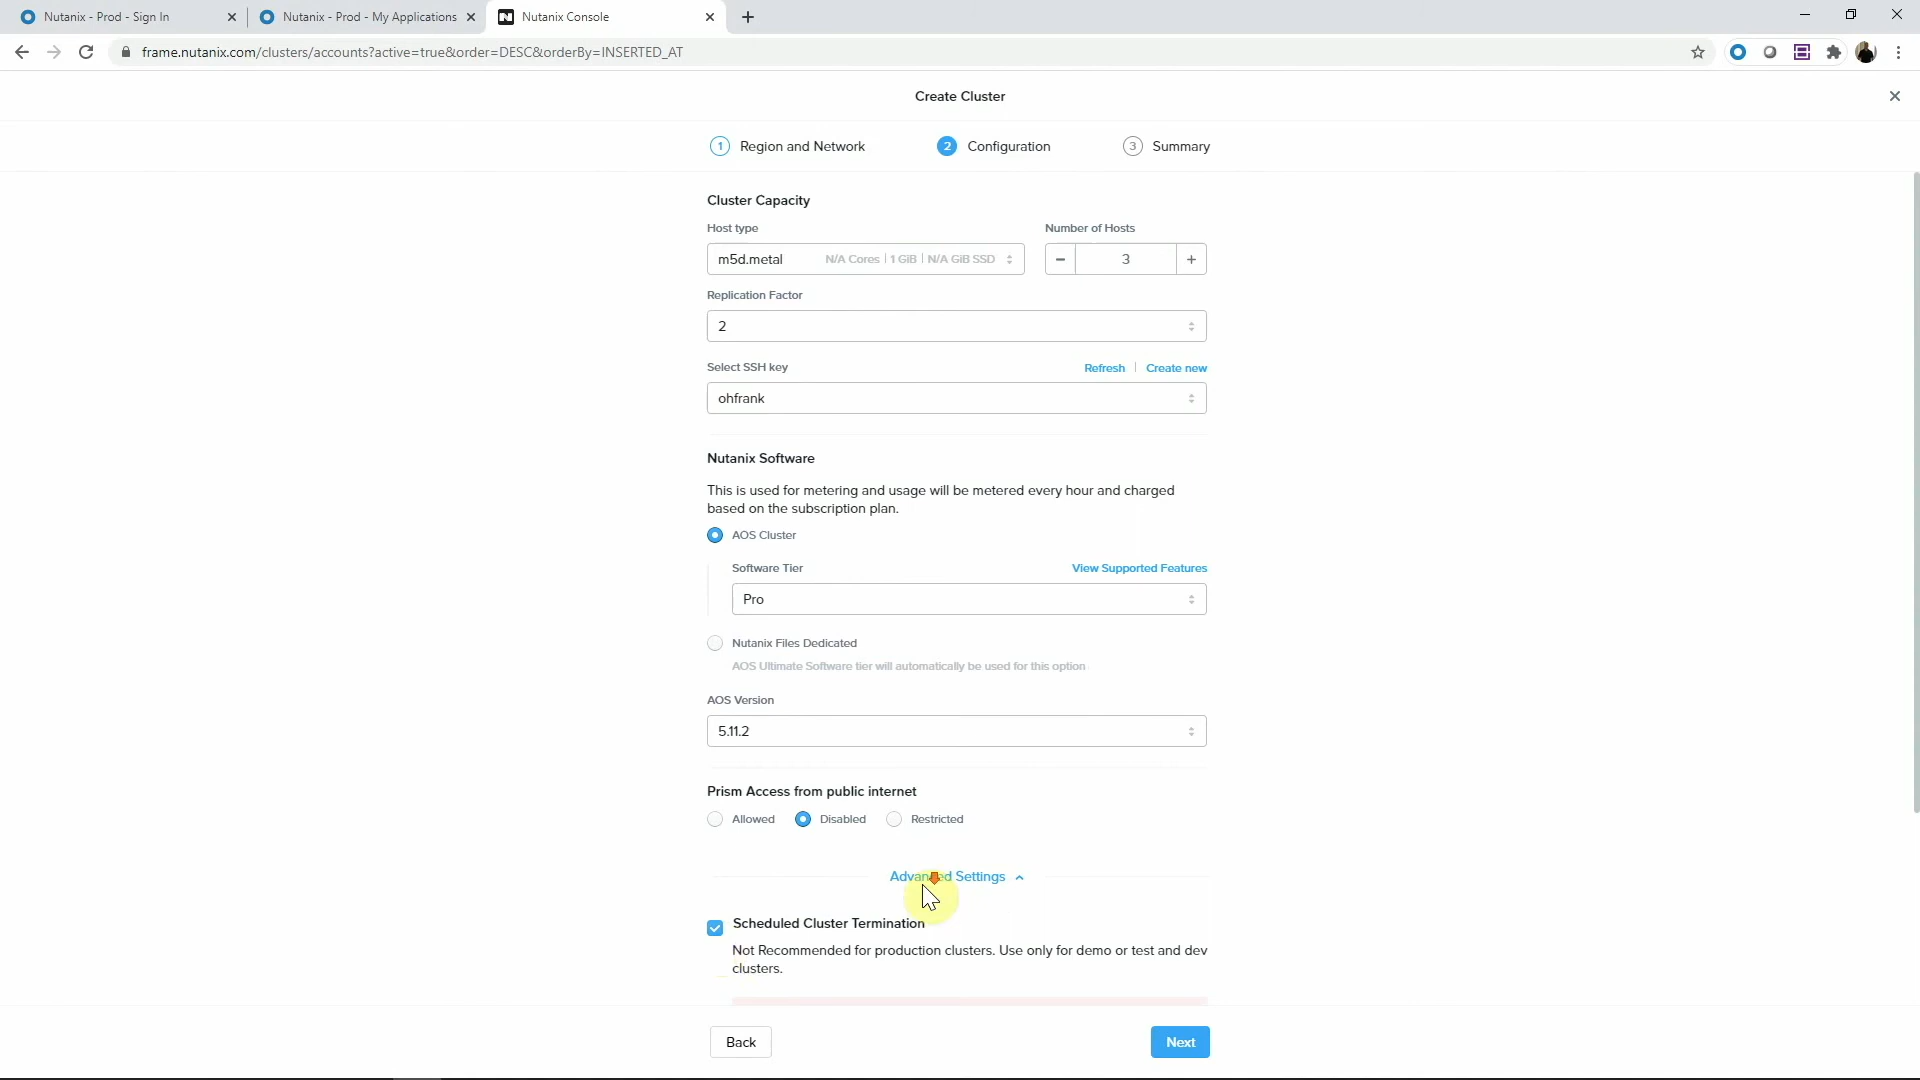 Nutanix - Prod - Sign In
Nutanix - Prod - My Applications
Nutanix Console
frame.nutanix.com/clusters/accounts?active=true&order=DESC&orderBy=INSERTED_AT
Create Cluster
1 Region and Network
2 Configuration
3 Summary
Cluster Capacity
Host type
Number of Hosts
m5d.metal N/A Cores | 1 GiB | N/A GiB SSD
3
Replication Factor
2
Select SSH key
Refresh | Create new
ohfrank
Nutanix Software
This is used for metering and usage will be metered every hour and charged
based on the subscription plan.
AOS Cluster
Software Tier
View Supported Features
Pro
Nutanix Files Dedicated
AOS Ultimate Software tier will automatically be used for this option
AOS Version
5.11.2
Prism Access from public internet
Allowed
Disabled
Restricted
Advanced Settings
Scheduled Cluster Termination
Not Recommended for production clusters. Use only for demo or test and dev
clusters.
Back
Next